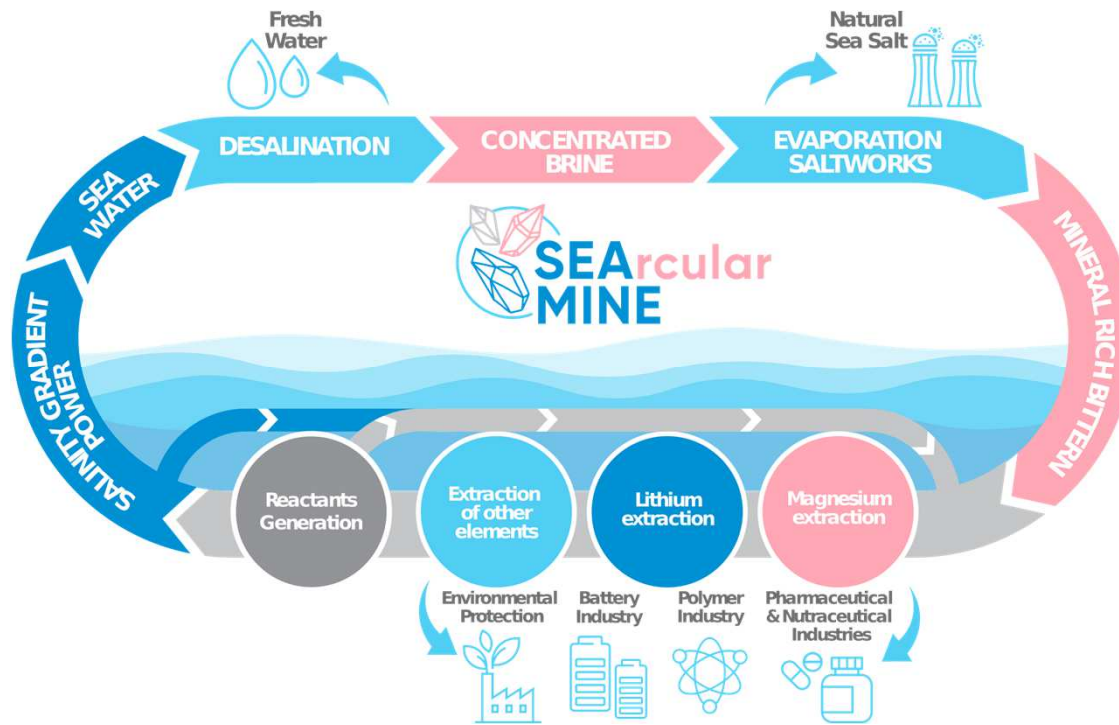 Fresh
Water
Natural
Sea Salt
DESALINATION
CONCENTRATED
BRINE
EVAPORATION
SALTWORKS
SEA
WATER
MINERAL RICH BITTERN
SEArcular
MINE
SALINITY GRADIENT
POWER
Reactants
Generation
Extraction
of other
elements
Lithium
extraction
Magnesium
extraction
Environmental
Protection
Battery
Industry
Polymer
Industry
Pharmaceutical
& Nutraceutical
Industries